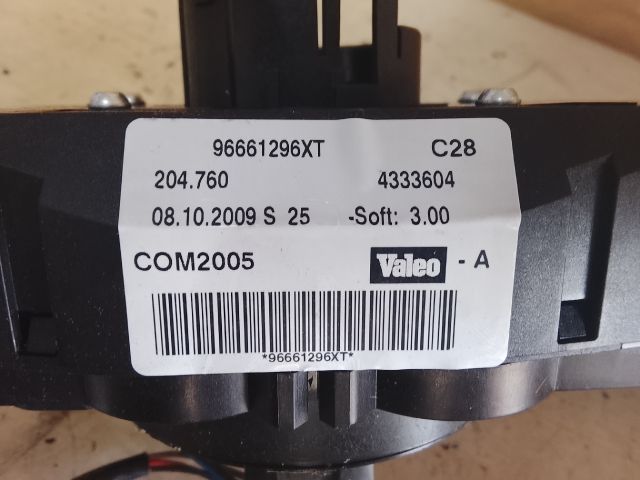 96661296XT C28
204.760 4333604
08.10.2009 S 25 -Soft: 3.00
COM2005 Valeo - A
*96661296XT*